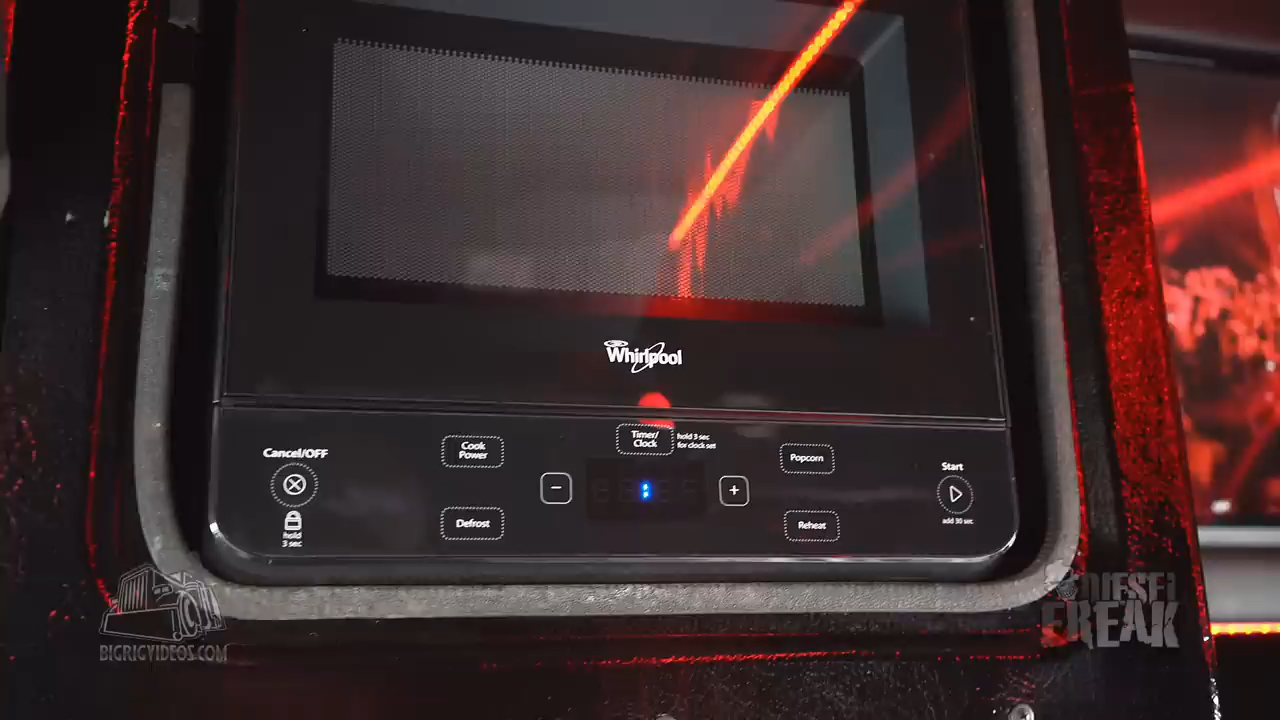 Whirlpool
Timer/
Clock
hold 3 sec
for clock set
Cancel/OFF
Cook
Power
Popcorn
Start
−
:
+
add 30 sec
Defrost
Reheat
hold
3 sec
BIGRIGVIDEOS.COM
DIESEL
FREAK